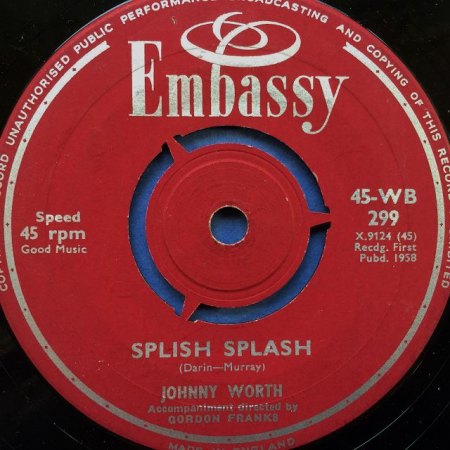 UNAUTHORISED PUBLIC PERFORMANCE BROADCASTING AND COPYING OF THIS RECORD
Embassy
Speed
45 rpm
Good Music
45-WB
299
X.9124 (45)
Recdg. First
Pubd. 1958
SPLISH SPLASH
(Darin—Murray)
JOHNNY WORTH
Accompaniment directed by
GORDON FRANKS
MADE IN ENGLAND